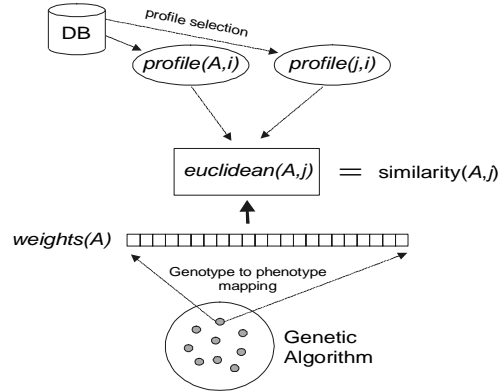 DB
profile selection
profile(A,i)
profile(j,i)
euclidean(A,j) = similarity(A,j)
weights(A)
Genotype to phenotype
mapping
Genetic
Algorithm